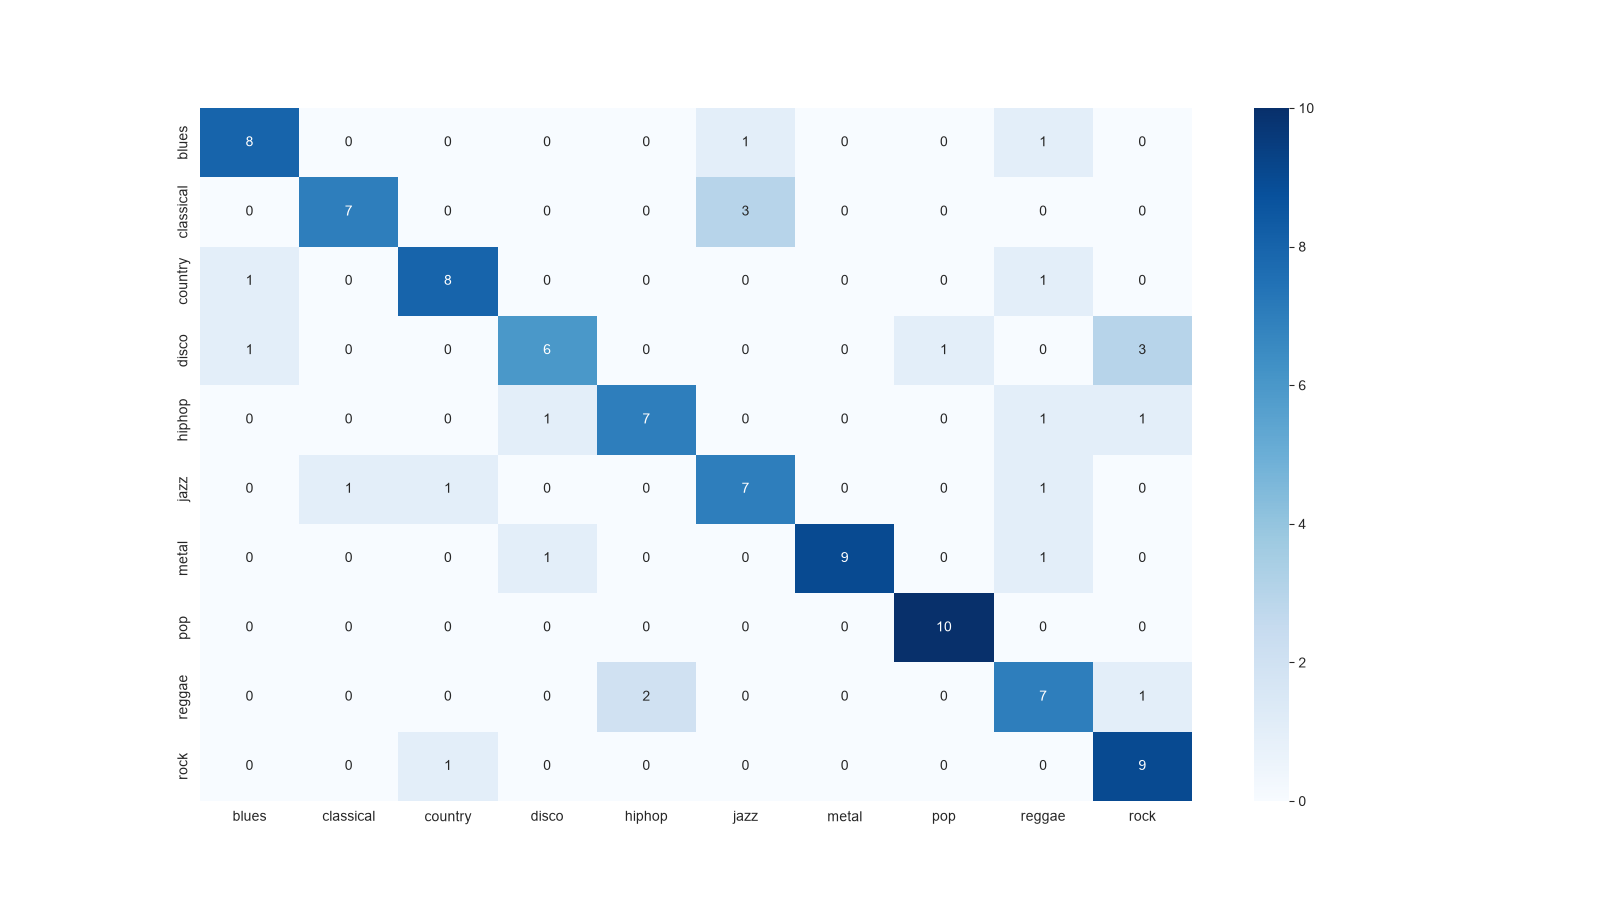 blues 8 0 0 0 0 1 0 0 1 0
classical 0 7 0 0 0 3 0 0 0 0
country 1 0 8 0 0 0 0 0 1 0
disco 1 0 0 6 0 0 0 1 0 3
hiphop 0 0 0 1 7 0 0 0 1 1
jazz 0 1 1 0 0 7 0 0 1 0
metal 0 0 0 1 0 0 9 0 1 0
pop 0 0 0 0 0 0 0 10 0 0
reggae 0 0 0 0 2 0 0 0 7 1
rock 0 0 1 0 0 0 0 0 0 9
blues classical country disco hiphop jazz metal pop reggae rock
10
8
6
4
2
0